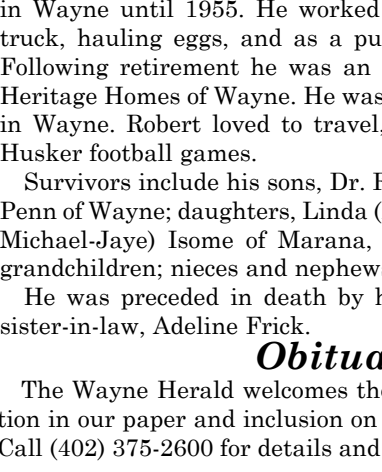 in Wayne until 1955. He worked
truck, hauling eggs, and as a pu
Following retirement he was an
Heritage Homes of Wayne. He was
in Wayne. Robert loved to travel,
Husker football games.
Survivors include his sons, Dr.
Penn of Wayne; daughters, Linda (
Michael-Jaye) Isome of Marana,
grandchildren; nieces and nephews
He was preceded in death by h
sister-in-law, Adeline Frick.
Obitua
The Wayne Herald welcomes the
tion in our paper and inclusion on
Call (402) 375-2600 for details and